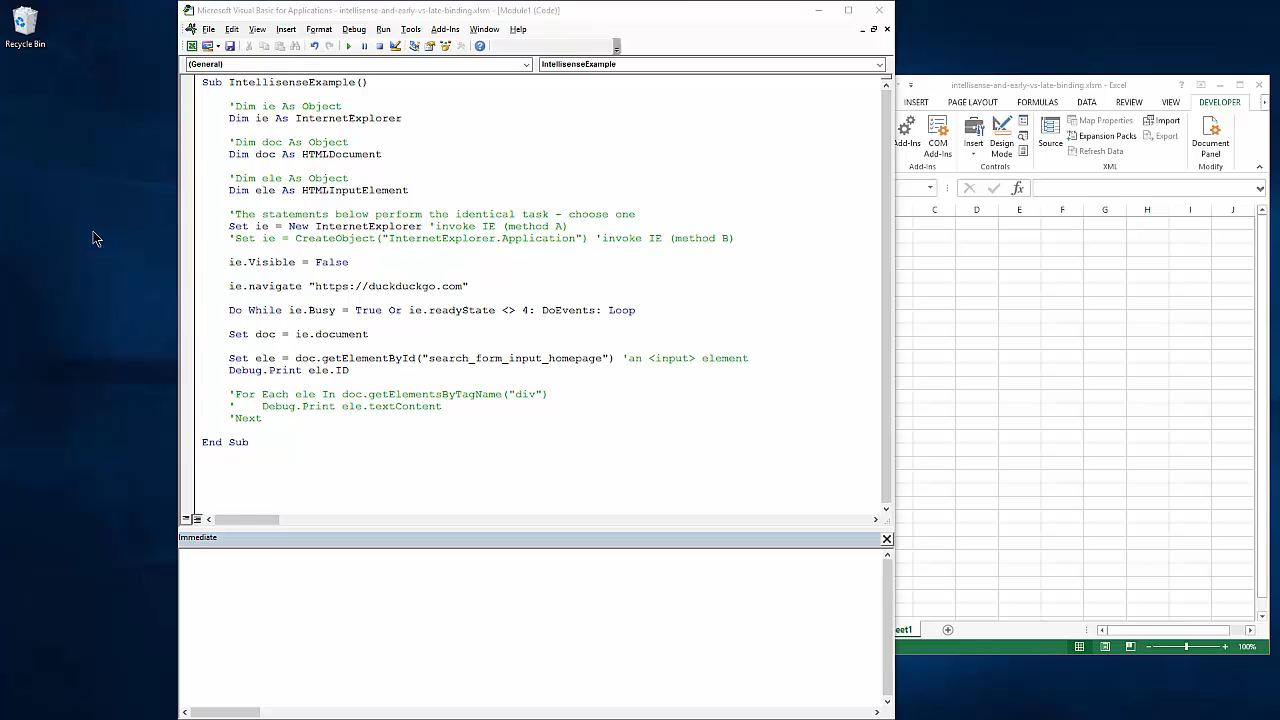 Recycle Bin
Microsoft Visual Basic for Applications - intellisense-and-early-vs-late-binding.xlsm - [Module1 (Code)]
File Edit View Insert Format Debug Run Tools Add-Ins Window Help
(General) IntellisenseExample
Sub IntellisenseExample()
'Dim ie As Object
Dim ie As InternetExplorer
'Dim doc As Object
Dim doc As HTMLDocument
'Dim ele As Object
Dim ele As HTMLInputElement
'The statements below perform the identical task - choose one
Set ie = New InternetExplorer 'invoke IE (method A)
'Set ie = CreateObject("InternetExplorer.Application") 'invoke IE (method B)
ie.Visible = False
ie.navigate "https://duckduckgo.com"
Do While ie.Busy = True Or ie.readyState <> 4: DoEvents: Loop
Set doc = ie.document
Set ele = doc.getElementById("search_form_input_homepage") 'an <input> element
Debug.Print ele.ID
'For Each ele In doc.getElementsByTagName("div")
'    Debug.Print ele.textContent
'Next
End Sub
Immediate
intellisense-and-early-vs-late-binding.xlsm - Excel
INSERT PAGE LAYOUT FORMULAS DATA REVIEW VIEW DEVELOPER
Map Properties Import
Expansion Packs Export
Refresh Data
Add-Ins COM Add-Ins Insert Design Mode Source Document Panel
Add-Ins Controls XML Modify
fx
C D E F G H I J
eet1
100%